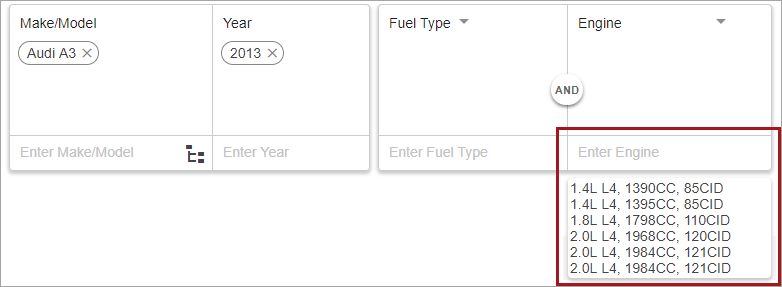 Make/Model Year Fuel Type Engine
Audi A3 × 2013 ×
AND
Enter Make/Model Enter Year Enter Fuel Type Enter Engine
1.4L L4, 1390CC, 85CID
1.4L L4, 1395CC, 85CID
1.8L L4, 1798CC, 110CID
2.0L L4, 1968CC, 120CID
2.0L L4, 1984CC, 121CID
2.0L L4, 1984CC, 121CID